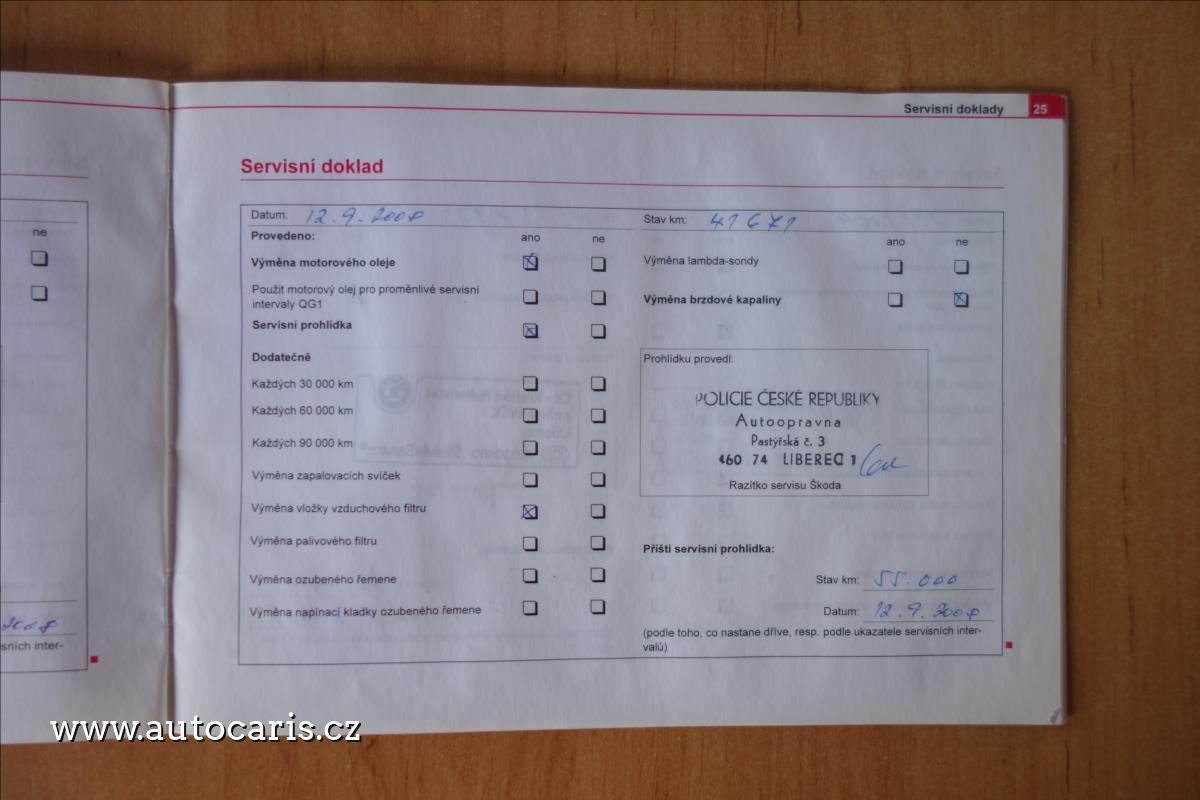 Servisní doklady 25
Servisní doklad
Datum: 12.9.2008 Stav km: 41671
Provedeno: ano ne ano ne
Výměna motorového oleje
Výměna lambda-sondy
Použit motorový olej pro proměnlivé servisní
intervaly QG1
Výměna brzdové kapaliny
Servisní prohlídka
Dodatečně
Každých 30 000 km
Každých 60 000 km
Každých 90 000 km
Výměna zapalovacích svíček
Výměna vložky vzduchového filtru
Výměna palivového filtru
Výměna ozubeného řemene
Výměna napínací kladky ozubeného řemene
Prohlídku provedl:
POLICIE ČESKÉ REPUBLIKY
Autoopravna
Pastýřská č. 3
460 74 LIBEREC 1
Razítko servisu Škoda
Příští servisní prohlídka:
Stav km: 55.000
Datum: 12.9.200
(podle toho, co nastane dříve, resp. podle ukazatele servisních inter-
valů)
ne
sních inter-
www.autocaris.cz